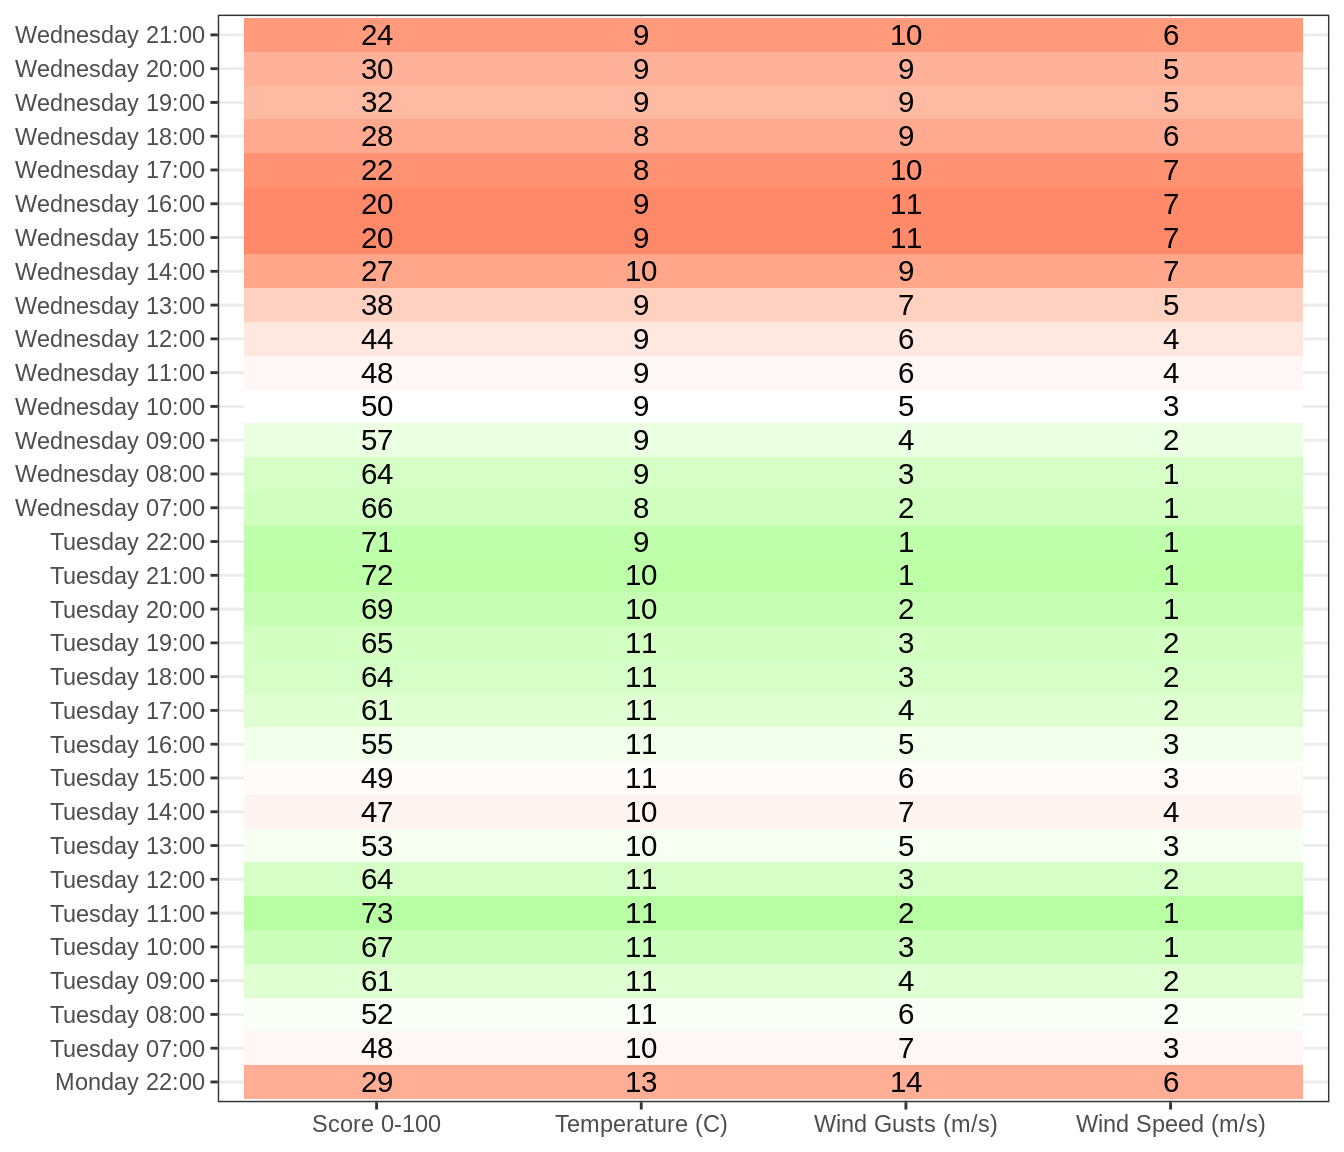 Wednesday 21:00 24 9 10 6
Wednesday 20:00 30 9 9 5
Wednesday 19:00 32 9 9 5
Wednesday 18:00 28 8 9 6
Wednesday 17:00 22 8 10 7
Wednesday 16:00 20 9 11 7
Wednesday 15:00 20 9 11 7
Wednesday 14:00 27 10 9 7
Wednesday 13:00 38 9 7 5
Wednesday 12:00 44 9 6 4
Wednesday 11:00 48 9 6 4
Wednesday 10:00 50 9 5 3
Wednesday 09:00 57 9 4 2
Wednesday 08:00 64 9 3 1
Wednesday 07:00 66 8 2 1
Tuesday 22:00 71 9 1 1
Tuesday 21:00 72 10 1 1
Tuesday 20:00 69 10 2 1
Tuesday 19:00 65 11 3 2
Tuesday 18:00 64 11 3 2
Tuesday 17:00 61 11 4 2
Tuesday 16:00 55 11 5 3
Tuesday 15:00 49 11 6 3
Tuesday 14:00 47 10 7 4
Tuesday 13:00 53 10 5 3
Tuesday 12:00 64 11 3 2
Tuesday 11:00 73 11 2 1
Tuesday 10:00 67 11 3 1
Tuesday 09:00 61 11 4 2
Tuesday 08:00 52 11 6 2
Tuesday 07:00 48 10 7 3
Monday 22:00 29 13 14 6
Score 0-100 Temperature (C) Wind Gusts (m/s) Wind Speed (m/s)